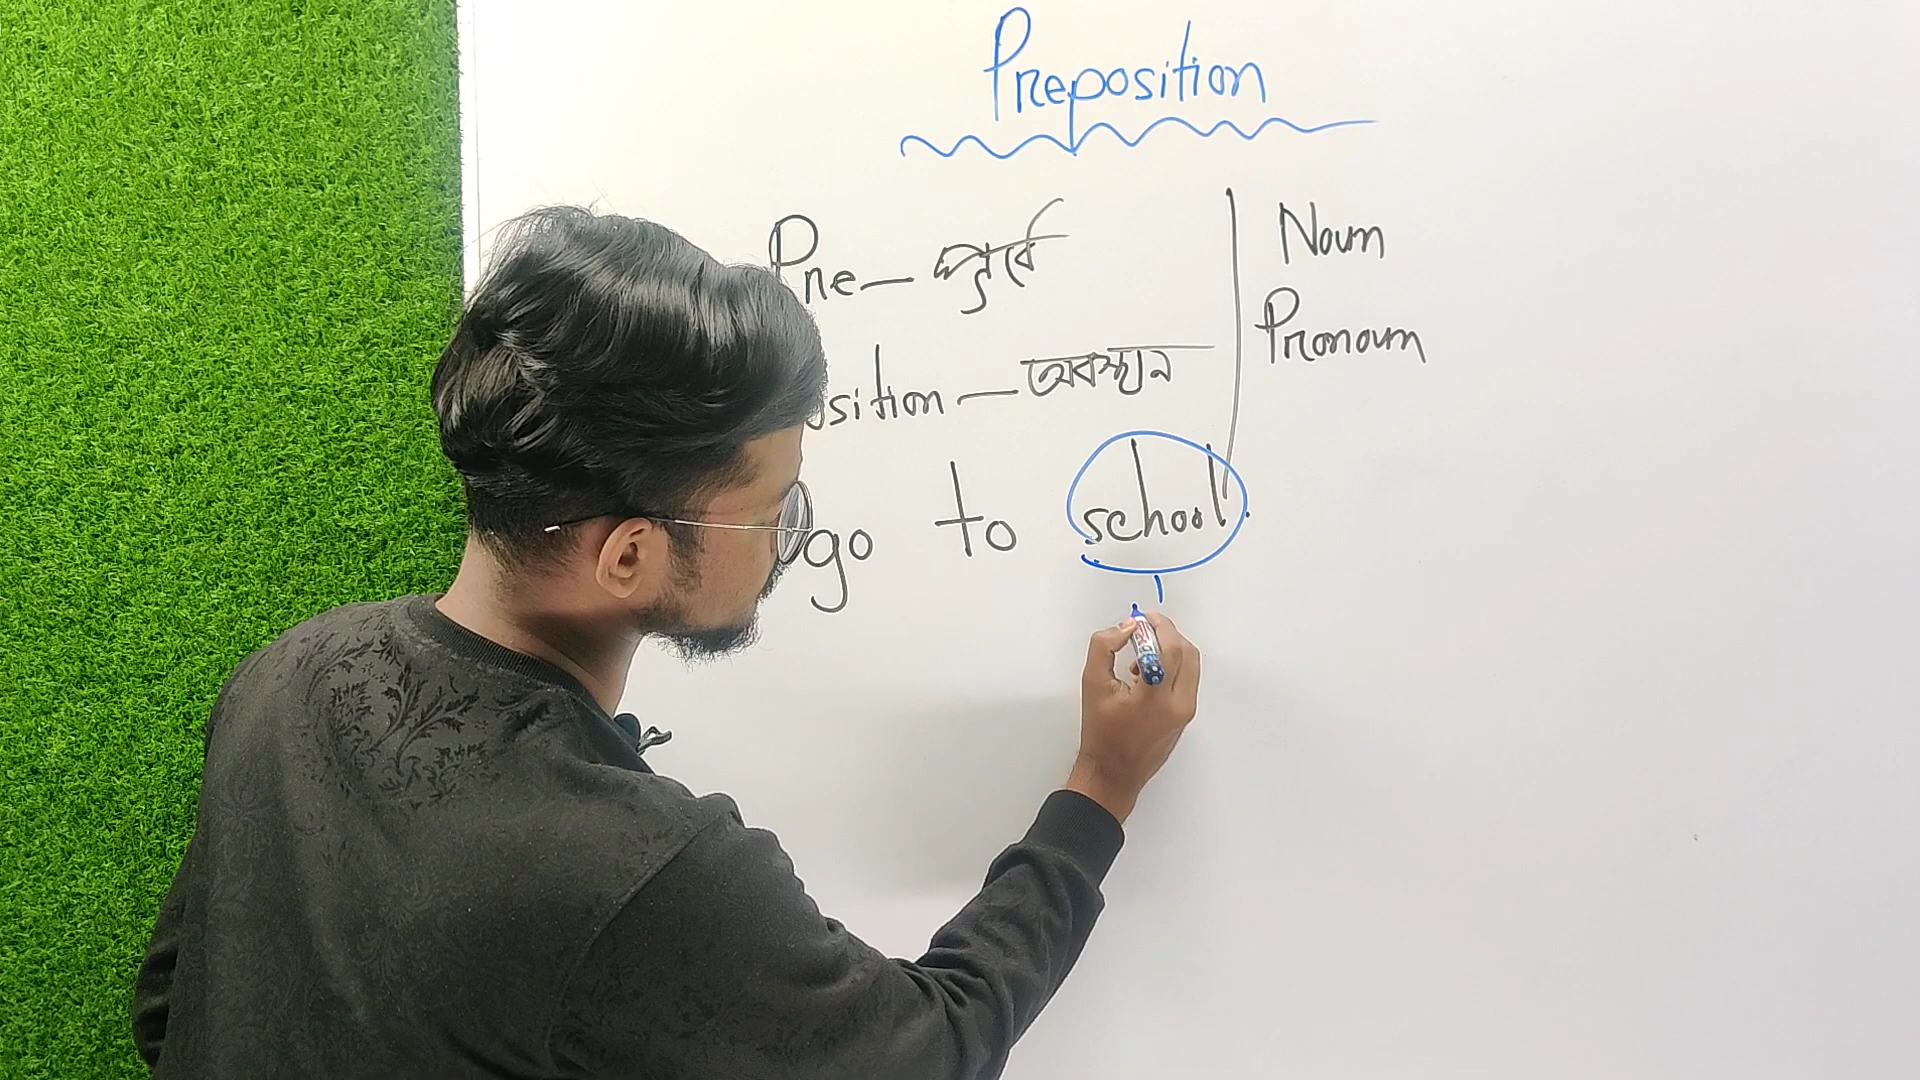 Preposition
Pre — পূর্বে
sition — অবস্থান
go to school.
Noun
Pronoun